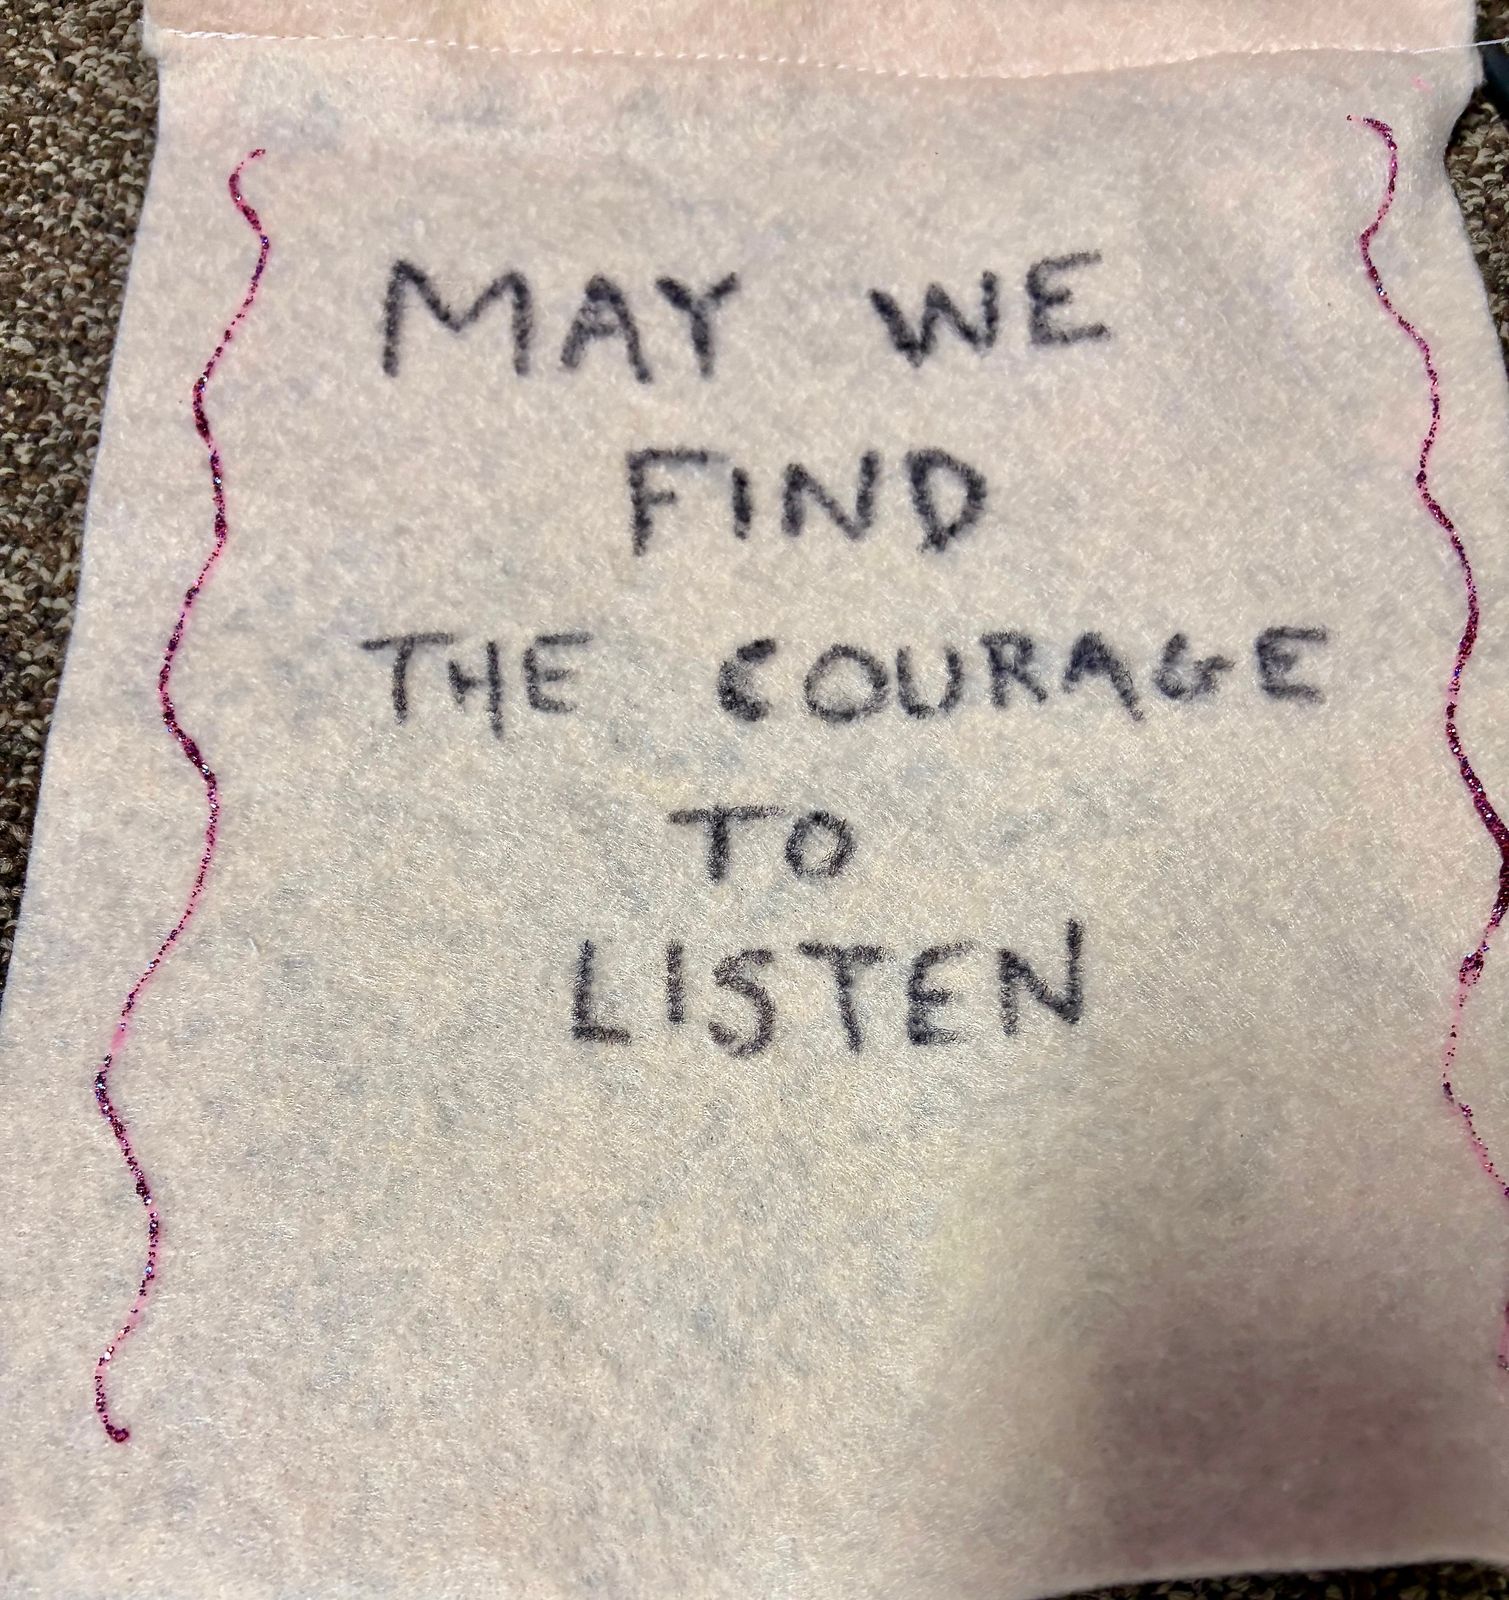 MAY WE
FIND
THE COURAGE
TO
LISTEN